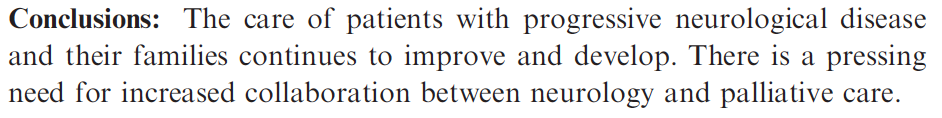 Conclusions: The care of patients with progressive neurological disease
and their families continues to improve and develop. There is a pressing
need for increased collaboration between neurology and palliative care.